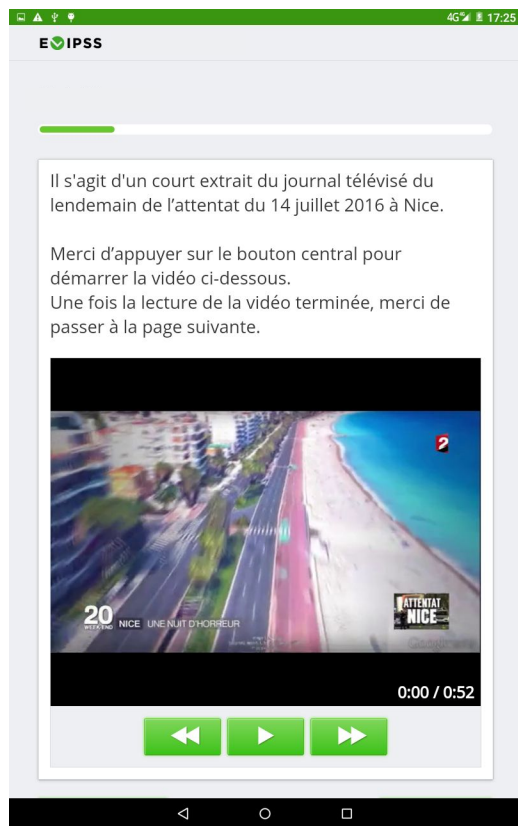 4G 17:25
EVIPSS
Il s'agit d'un court extrait du journal télévisé du
lendemain de l’attentat du 14 juillet 2016 à Nice.
Merci d’appuyer sur le bouton central pour
démarrer la vidéo ci-dessous.
Une fois la lecture de la vidéo terminée, merci de
passer à la page suivante.
2
ATTENTAT
NICE
20
WEEK-END
NICE UNE NUIT D'HORREUR
0:00 / 0:52